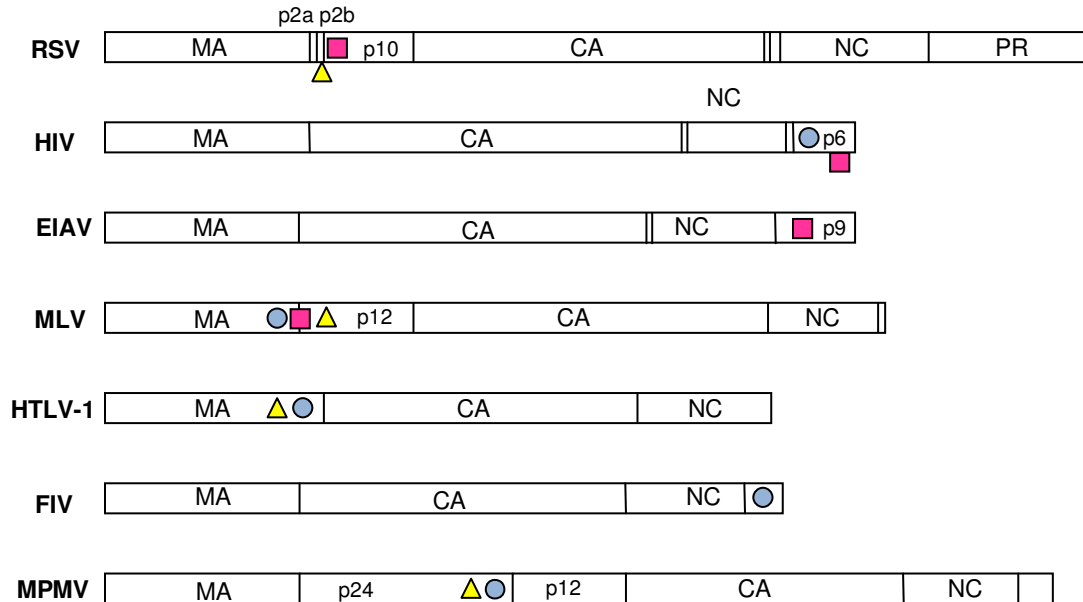 p2a p2b
RSV MA p10 CA NC PR
NC
HIV MA CA p6
EIAV MA CA NC p9
MLV MA p12 CA NC
HTLV-1 MA CA NC
FIV MA CA NC
MPMV MA p24 p12 CA NC